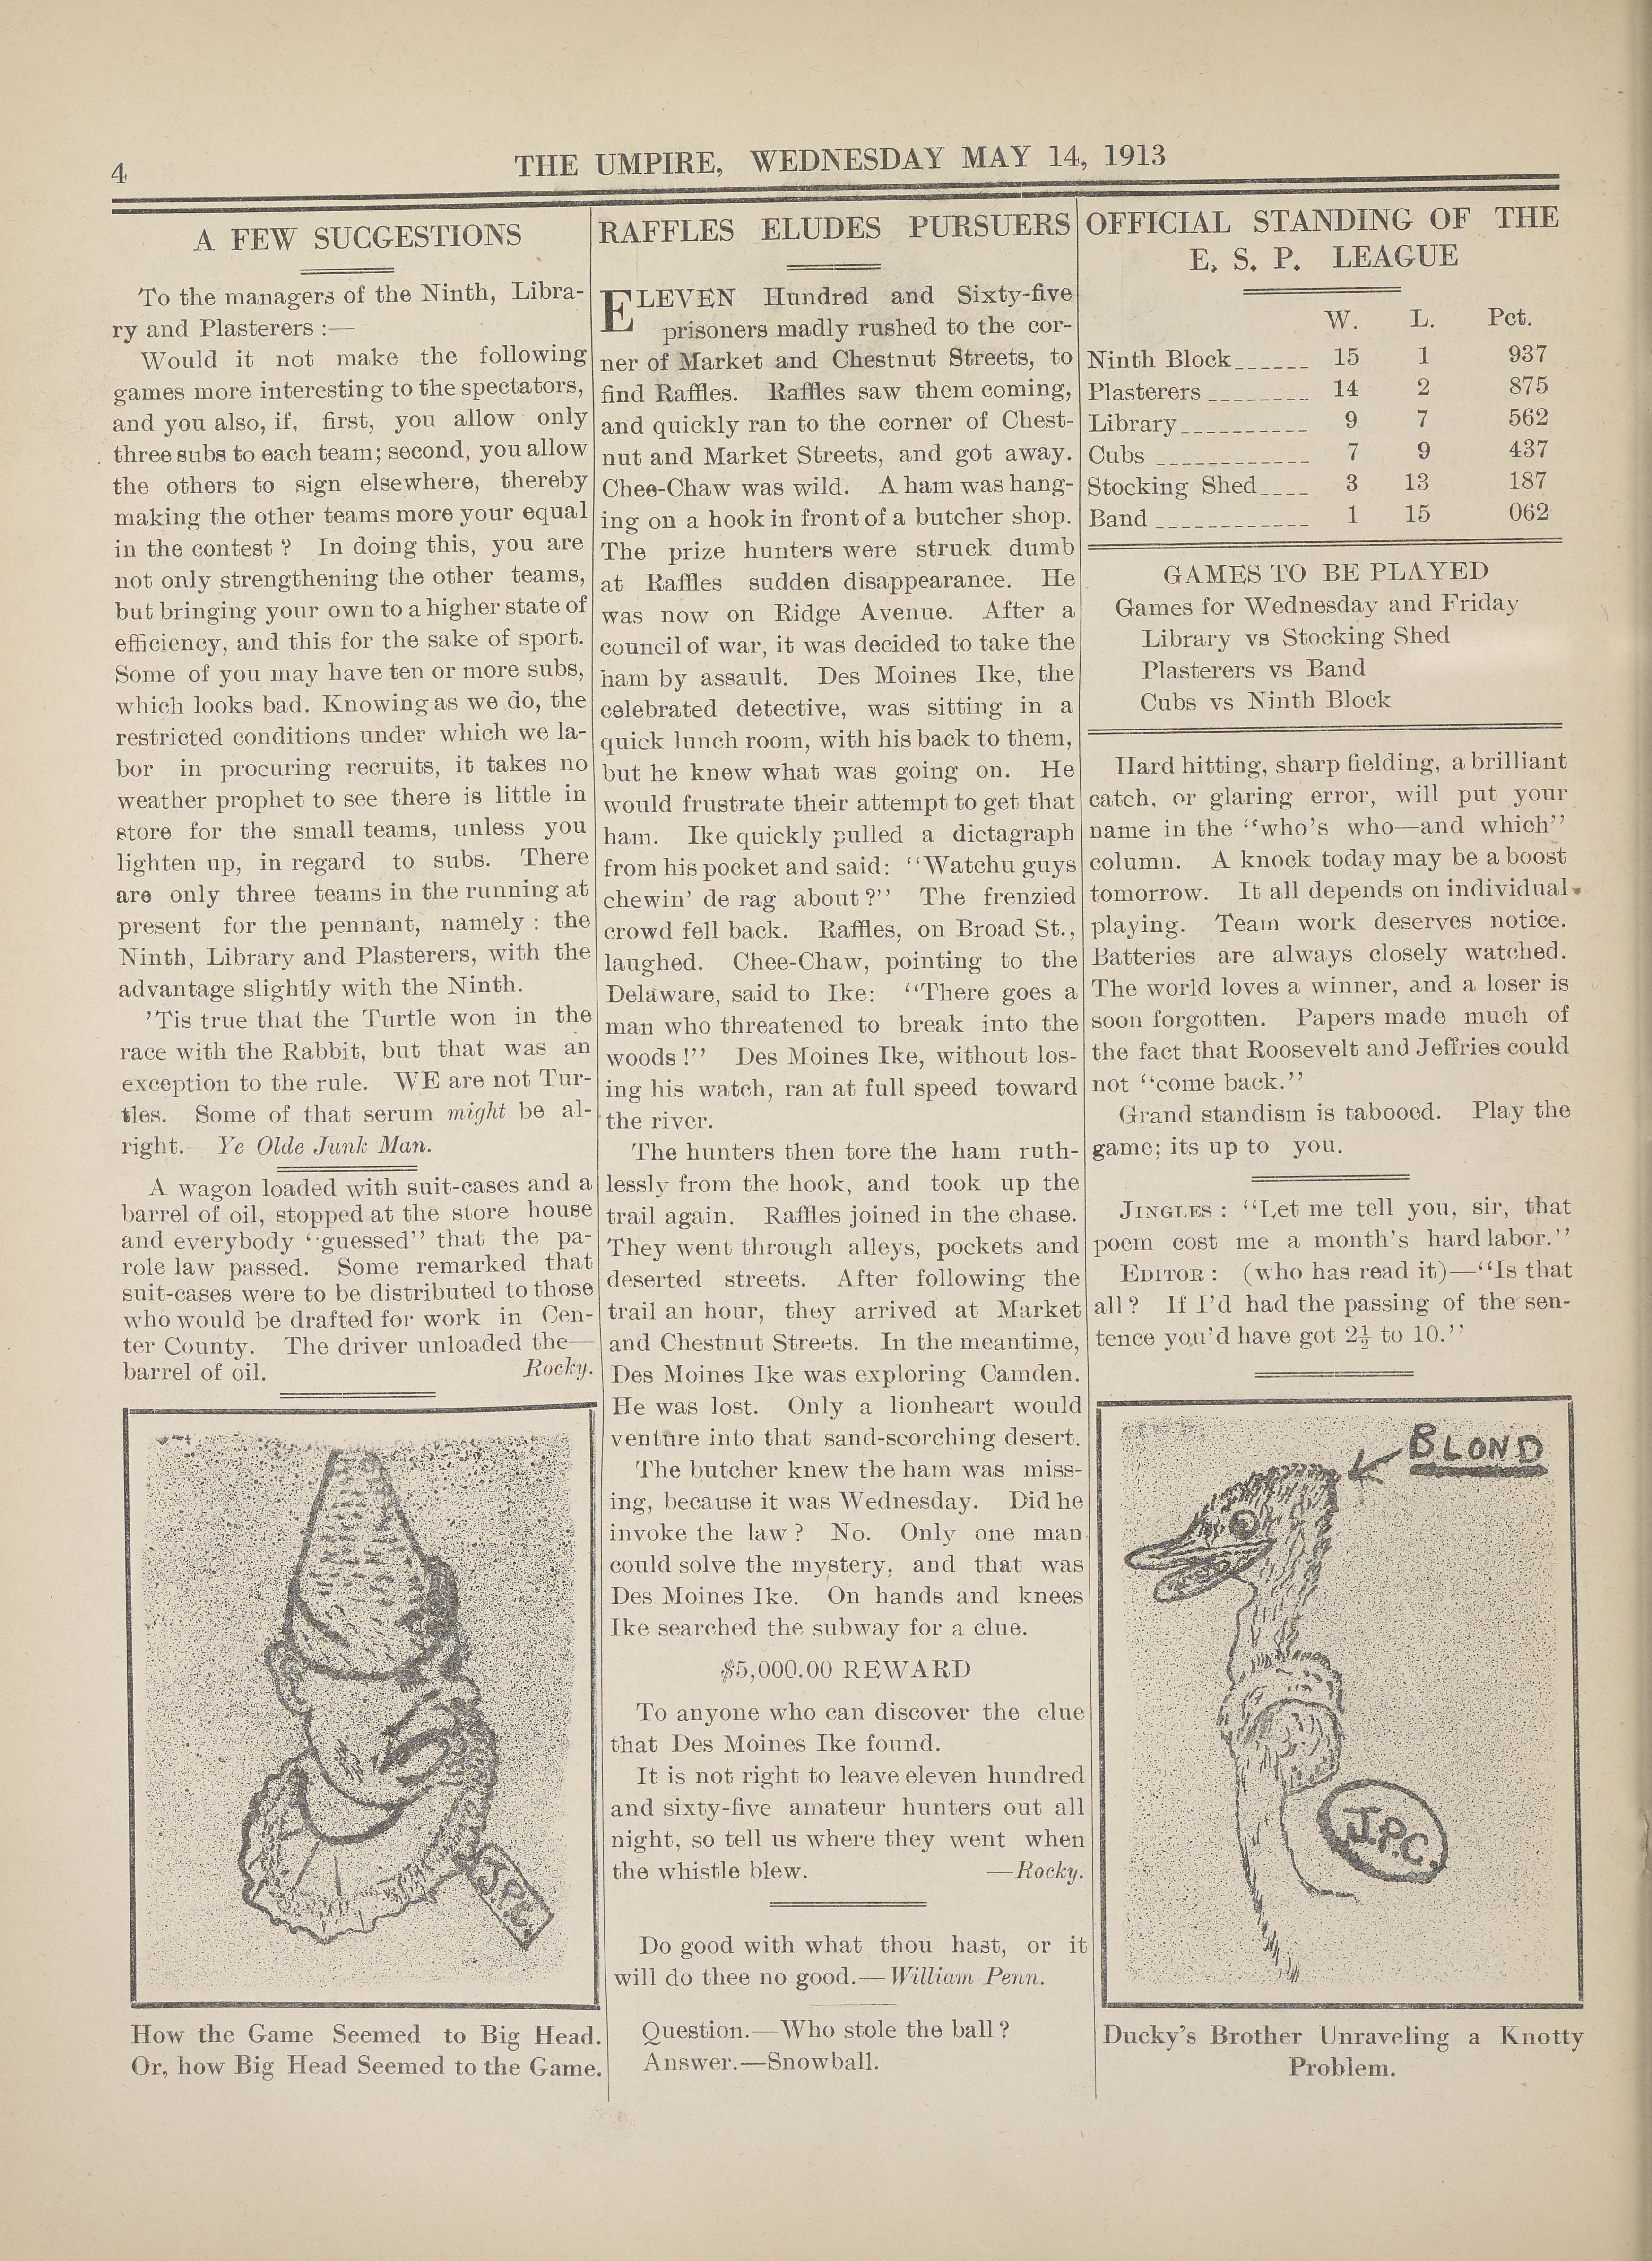 4
THE UMPIRE, WEDNESDAY MAY 14, 1913
A FEW SUGGESTIONS
To the managers of the Ninth, Libra-
ry and Plasterers :—
Would it not make the following
games more interesting to the spectators,
and you also, if, first, you allow only
three subs to each team; second, you allow
the others to sign elsewhere, thereby
making the other teams more your equal
in the contest ? In doing this, you are
not only strengthening the other teams,
but bringing your own to a higher state of
efficiency, and this for the sake of sport.
Some of you may have ten or more subs,
which looks bad. Knowing as we do, the
restricted conditions under which we la-
bor in procuring recruits, it takes no
weather prophet to see there is little in
store for the small teams, unless you
lighten up, in regard to subs. There
are only three teams in the running at
present for the pennant, namely : the
Ninth, Library and Plasterers, with the
advantage slightly with the Ninth.
'Tis true that the Turtle won in the
race with the Rabbit, but that was an
exception to the rule. WE are not Tur-
tles. Some of that serum might be al-
right.—Ye Olde Junk Man.
A wagon loaded with suit-cases and a
barrel of oil, stopped at the store house
and everybody "guessed" that the pa-
role law passed. Some remarked that
suit-cases were to be distributed to those
who would be drafted for work in Cen-
ter County. The driver unloaded the—
barrel of oil. Rocky.
J.P.C.
How the Game Seemed to Big Head.
Or, how Big Head Seemed to the Game.
RAFFLES ELUDES PURSUERS
ELEVEN Hundred and Sixty-five
prisoners madly rushed to the cor-
ner of Market and Chestnut Streets, to
find Raffles. Raffles saw them coming,
and quickly ran to the corner of Chest-
nut and Market Streets, and got away.
Chee-Chaw was wild. A ham was hang-
ing on a hook in front of a butcher shop.
The prize hunters were struck dumb
at Raffles sudden disappearance. He
was now on Ridge Avenue. After a
council of war, it was decided to take the
ham by assault. Des Moines Ike, the
celebrated detective, was sitting in a
quick lunch room, with his back to them,
but he knew what was going on. He
would frustrate their attempt to get that
ham. Ike quickly pulled a dictagraph
from his pocket and said: "Watchu guys
chewin' de rag about ?" The frenzied
crowd fell back. Raffles, on Broad St.,
laughed. Chee-Chaw, pointing to the
Delaware, said to Ike: "There goes a
man who threatened to break into the
woods !" Des Moines Ike, without los-
ing his watch, ran at full speed toward
the river.
The hunters then tore the ham ruth-
lessly from the hook, and took up the
trail again. Raffles joined in the chase.
They went through alleys, pockets and
deserted streets. After following the
trail an hour, they arrived at Market
and Chestnut Streets. In the meantime,
Des Moines Ike was exploring Camden.
He was lost. Only a lionheart would
venture into that sand-scorching desert.
The butcher knew the ham was miss-
ing, because it was Wednesday. Did he
invoke the law ? No. Only one man
could solve the mystery, and that was
Des Moines Ike. On hands and knees
Ike searched the subway for a clue.
$5,000.00 REWARD
To anyone who can discover the clue
that Des Moines Ike found.
It is not right to leave eleven hundred
and sixty-five amateur hunters out all
night, so tell us where they went when
the whistle blew. —Rocky.
Do good with what thou hast, or it
will do thee no good.—William Penn.
Question.—Who stole the ball ?
Answer.—Snowball.
OFFICIAL STANDING OF THE
E. S. P. LEAGUE
W. L. Pct.
Ninth Block 15 1 937
Plasterers 14 2 875
Library 9 7 562
Cubs 7 9 437
Stocking Shed 3 13 187
Band 1 15 062
GAMES TO BE PLAYED
Games for Wednesday and Friday
Library vs Stocking Shed
Plasterers vs Band
Cubs vs Ninth Block
Hard hitting, sharp fielding, a brilliant
catch, or glaring error, will put your
name in the "who's who—and which"
column. A knock today may be a boost
tomorrow. It all depends on individual
playing. Team work deserves notice.
Batteries are always closely watched.
The world loves a winner, and a loser is
soon forgotten. Papers made much of
the fact that Roosevelt and Jeffries could
not "come back."
Grand standism is tabooed. Play the
game; its up to you.
JINGLES : "Let me tell you, sir, that
poem cost me a month's hard labor."
EDITOR : (who has read it)—"Is that
all ? If I'd had the passing of the sen-
tence you'd have got 2½ to 10."
BLOND
J.P.C.
Ducky's Brother Unraveling a Knotty
Problem.